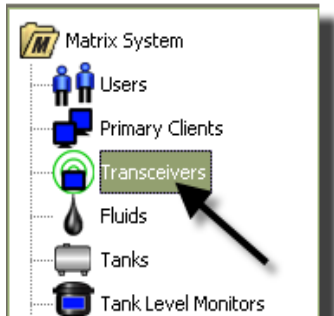 Matrix System
Users
Primary Clients
Transceivers
Fluids
Tanks
Tank Level Monitors